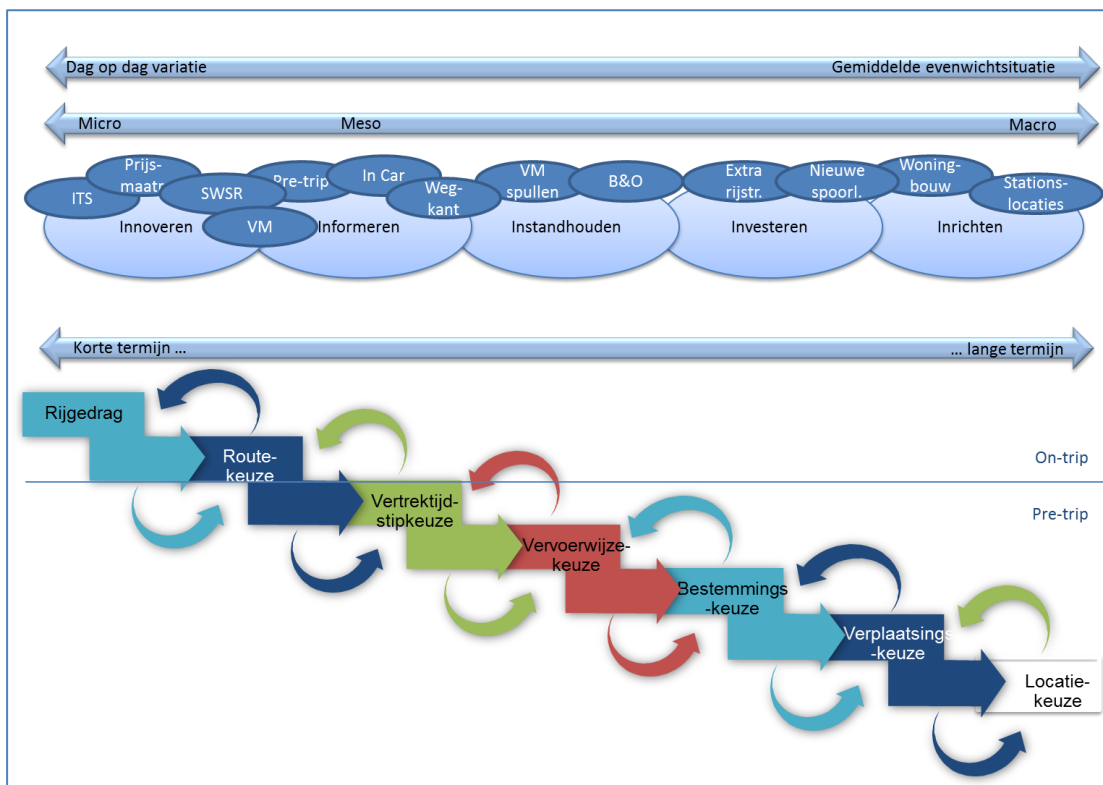 Dag op dag variatie
Gemiddelde evenwichtsituatie
Micro
Meso
Macro
Prijs-
maatr.
ITS
SWSR
VM
Pre-trip
In Car
Weg-
kant
VM
spullen
B&O
Extra
rijstr.
Nieuwe
spoorl.
Woning-
bouw
Stations-
locaties
Innoveren
Informeren
Instandhouden
Investeren
Inrichten
Korte termijn ...
... lange termijn
Rijgedrag
Route-
keuze
On-trip
Pre-trip
Vertrektijd-
stipkeuze
Vervoerwijze-
keuze
Bestemmings
-keuze
Verplaatsings
-keuze
Locatie-
keuze